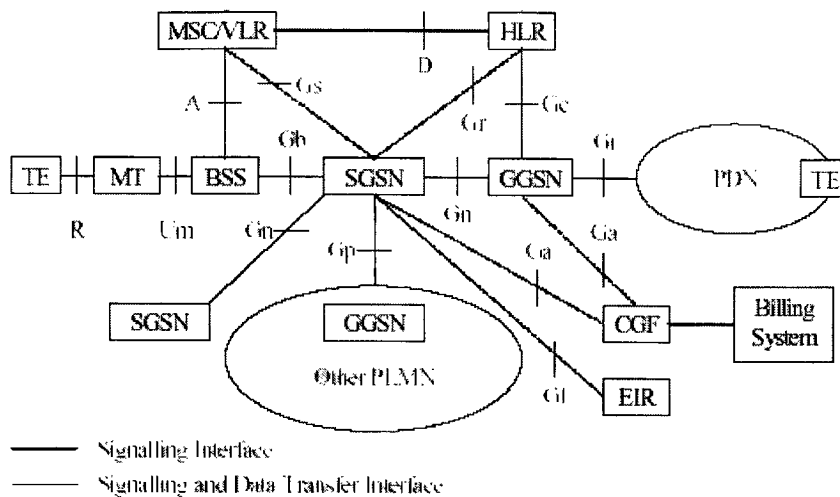 MSC/VLR
HLR
D
Gs
A
Gr
Gc
Gb
Gi
TE
MT
BSS
SGSN
GGSN
PDN
TE
R
Um
Gn
Gn
Gp
Ga
Ga
SGSN
GGSN
CGF
Billing
System
Other PLMN
Gf
EIR
Signalling Interface
Signalling and Data Transfer Interface